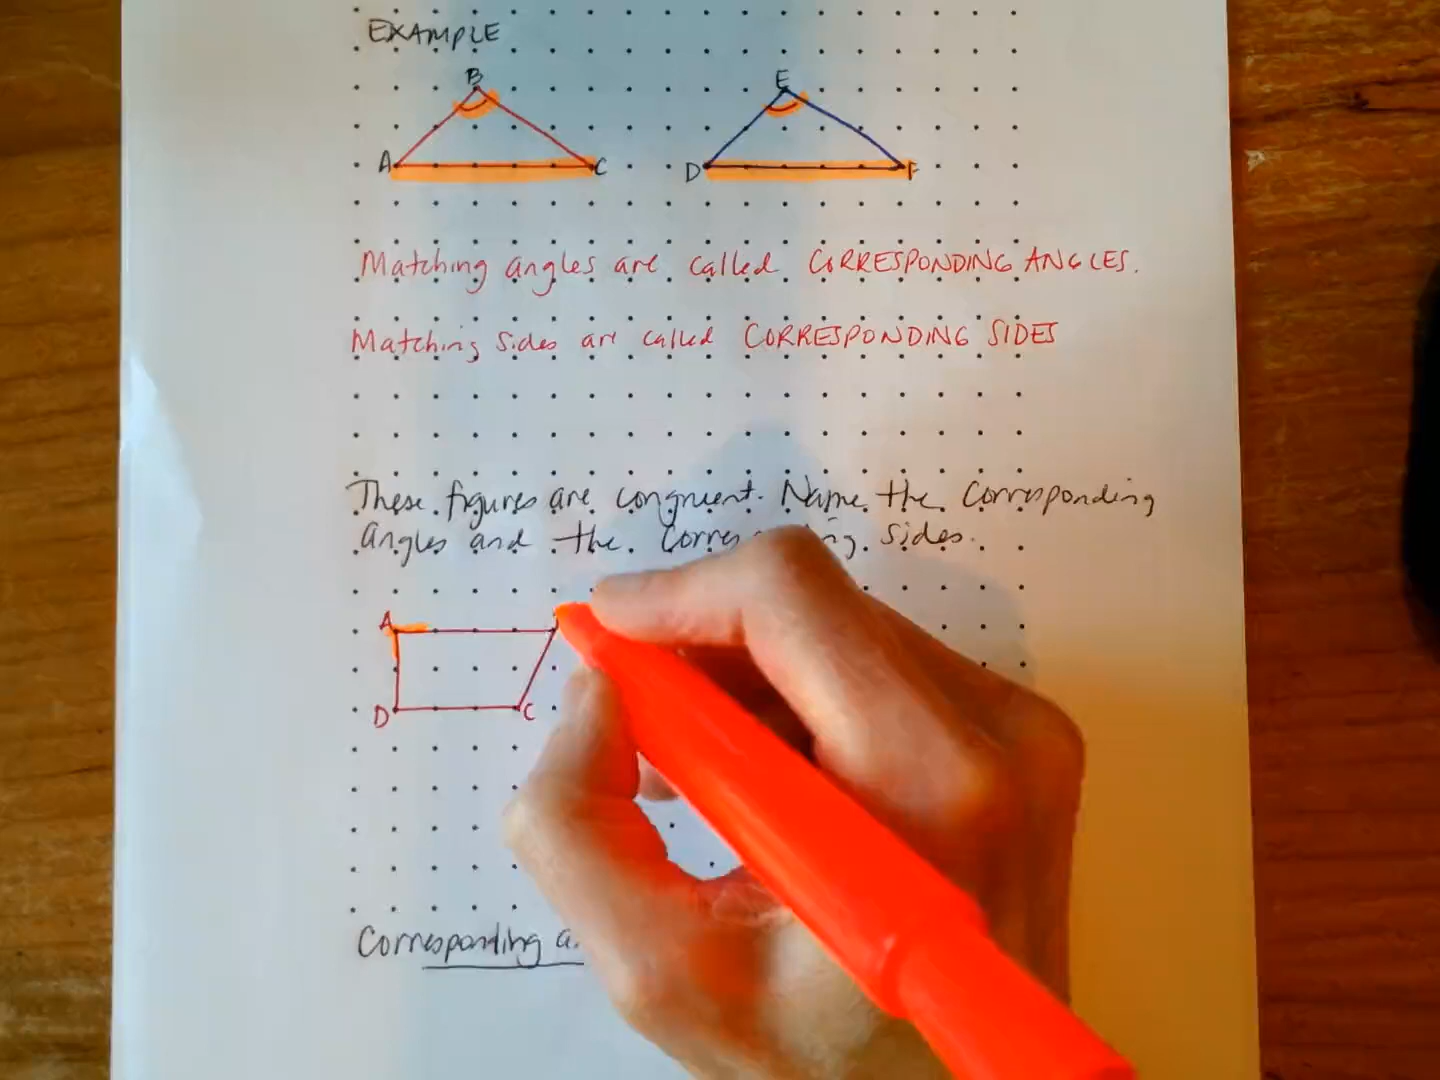 EXAMPLE
B E
A C D F
Matching angles are called CORRESPONDING ANGLES.
Matching sides are called CORRESPONDING SIDES
These figures are congruent. Name the corresponding
angles and the sides.
A
D C
Corresponding